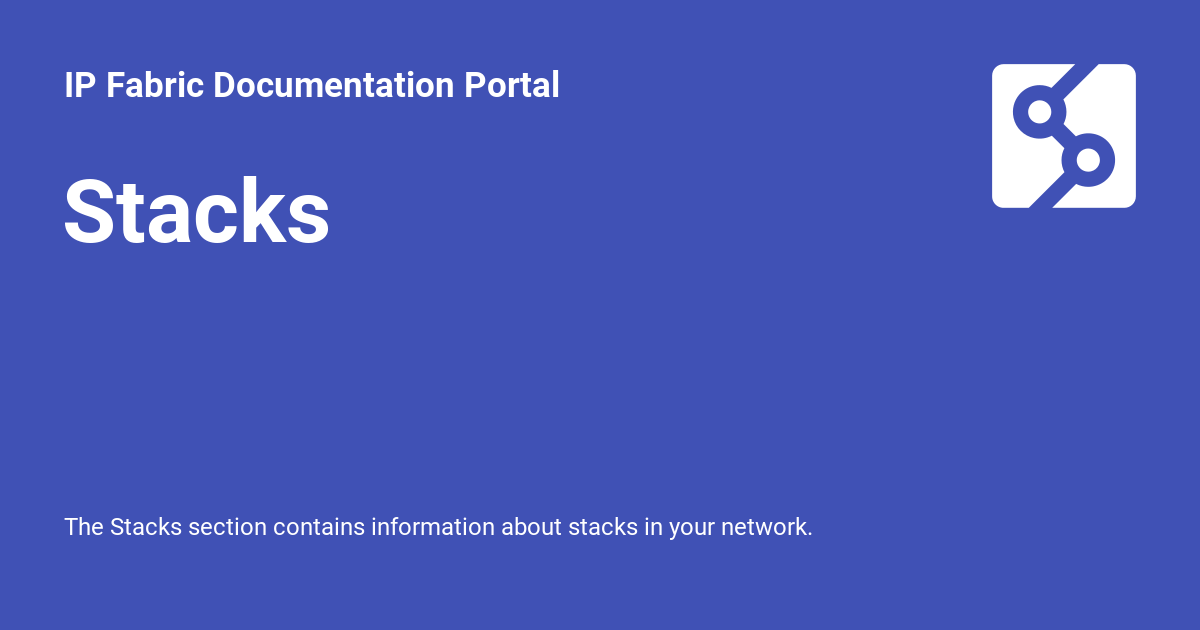 IP Fabric Documentation Portal
Stacks
The Stacks section contains information about stacks in your network.